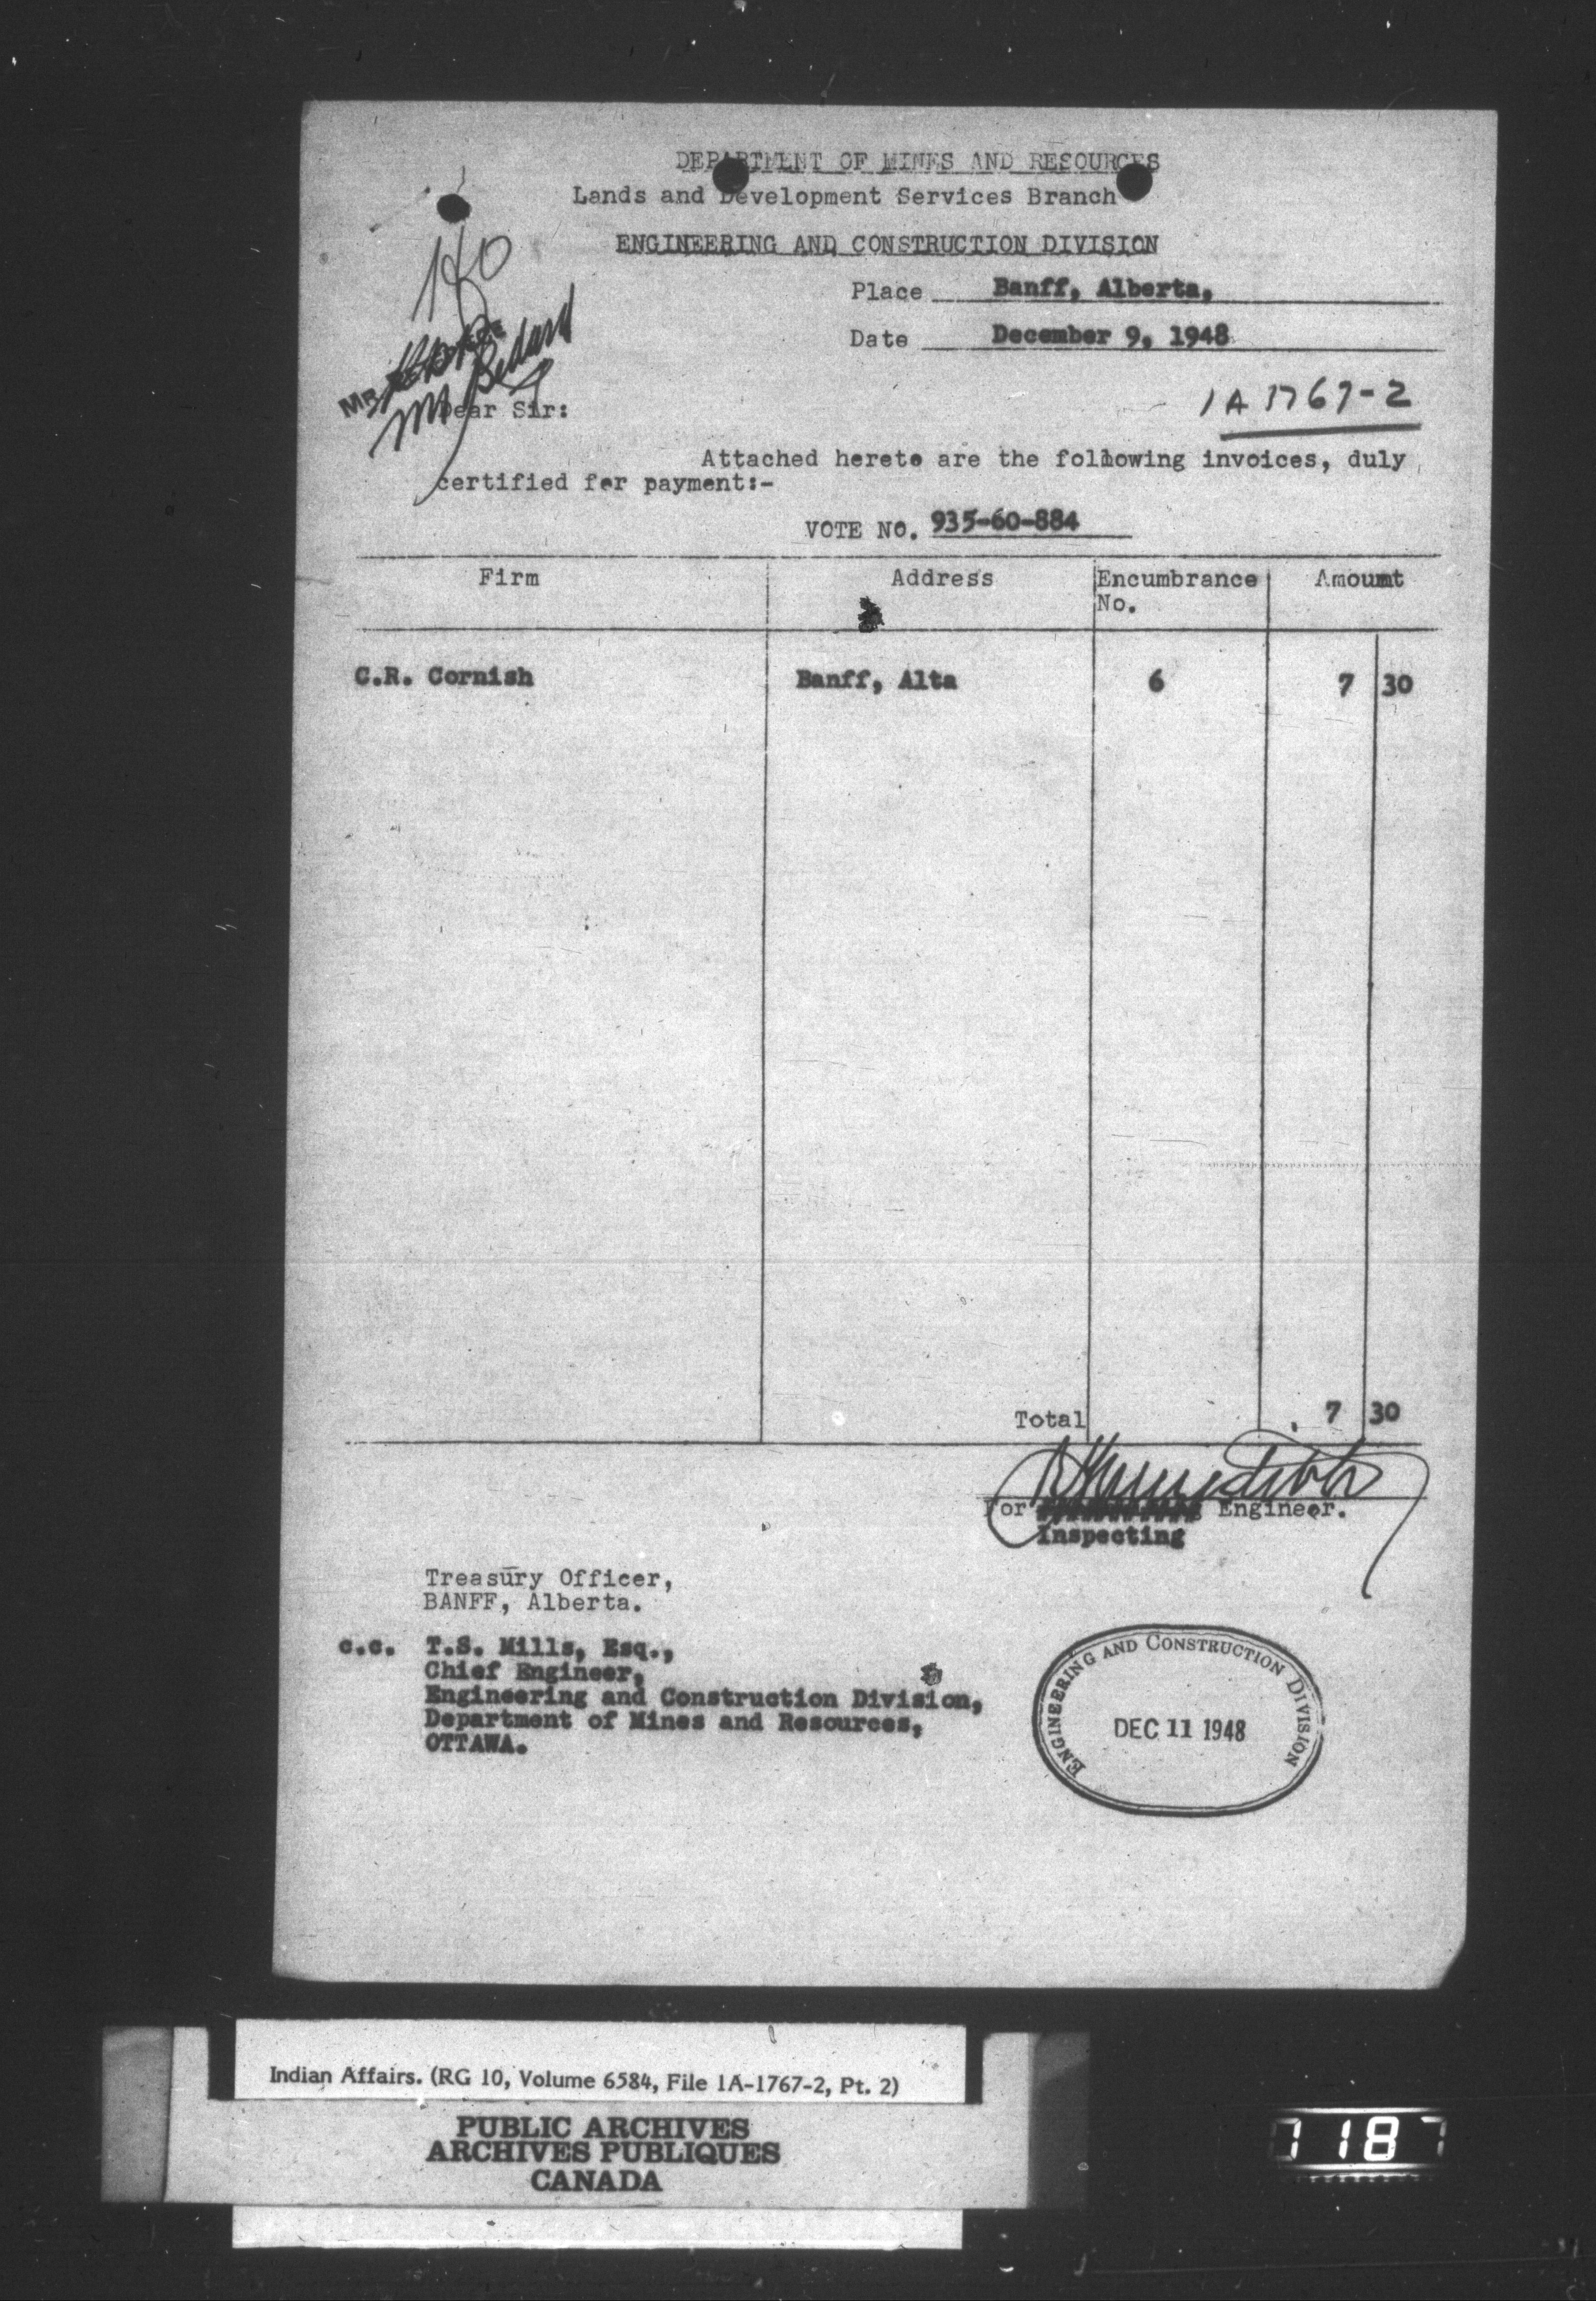 DEPARTMENT OF MINES AND RESOURCES
Lands and Development Services Branch
ENGINEERING AND CONSTRUCTION DIVISION
Place Banff, Alberta,
Date December 9, 1948
Mr. Bedard
Dear Sir:
1A 1767-2
Attached hereto are the following invoices, duly
certified for payment:-
VOTE NO. 935-60-884
Firm Address Encumbrance No. Amount
C.R. Cornish Banff, Alta 6 7 30
Total 7 30
For Engineer.
Inspecting
Treasury Officer,
BANFF, Alberta.
c.c. T.S. Mills, Esq.,
Chief Engineer,
Engineering and Construction Division,
Department of Mines and Resources,
OTTAWA.
ENGINEERING AND CONSTRUCTION DIVISION
DEC 11 1948
Indian Affairs. (RG 10, Volume 6584, File 1A-1767-2, Pt. 2)
PUBLIC ARCHIVES
ARCHIVES PUBLIQUES
CANADA
1187